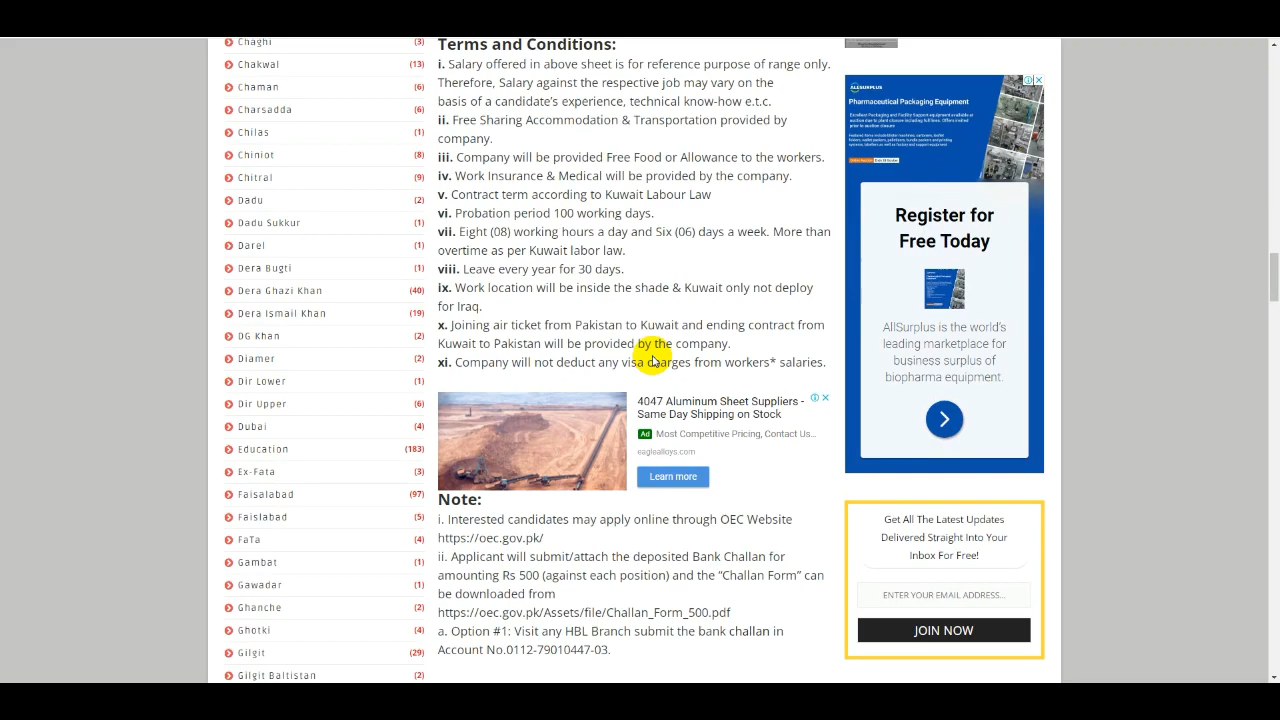 Chaghi (3)
Chakwal (13)
Chaman (6)
Charsadda (6)
Chilas (1)
Chiniot (8)
Chitral (9)
Dadu (2)
Dadu Sukkur (1)
Darel (1)
Dera Bugti (1)
Dera Ghazi Khan (40)
Dera Ismail Khan (19)
DG Khan (2)
Diamer (2)
Dir Lower (1)
Dir Upper (6)
Dubai (4)
Education (183)
Ex-Fata (3)
Faisalabad (97)
Faislabad (5)
FaTa (4)
Gambat (1)
Gawadar (1)
Ghanche (2)
Ghotki (4)
Gilgit (29)
Gilgit Baltistan (2)
Terms and Conditions:
i. Salary offered in above sheet is for reference purpose of range only.
Therefore, Salary against the respective job may vary on the
basis of a candidate's experience, technical know-how e.t.c.
ii. Free Sharing Accommodation & Transportation provided by
company.
iii. Company will be provided Free Food or Allowance to the workers.
iv. Work Insurance & Medical will be provided by the company.
v. Contract term according to Kuwait Labour Law
vi. Probation period 100 working days.
vii. Eight (08) working hours a day and Six (06) days a week. More than
overtime as per Kuwait labor law.
viii. Leave every year for 30 days.
ix. Work location will be inside the shade & Kuwait only not deploy
for Iraq.
x. Joining air ticket from Pakistan to Kuwait and ending contract from
Kuwait to Pakistan will be provided by the company.
xi. Company will not deduct any visa charges from workers* salaries.
4047 Aluminum Sheet Suppliers -
Same Day Shipping on Stock
Ad Most Competitive Pricing, Contact Us...
eaglealloys.com
Learn more
Note:
i. Interested candidates may apply online through OEC Website
https://oec.gov.pk/
ii. Applicant will submit/attach the deposited Bank Challan for
amounting Rs 500 (against each position) and the “Challan Form” can
be downloaded from
https://oec.gov.pk/Assets/file/Challan_Form_500.pdf
a. Option #1: Visit any HBL Branch submit the bank challan in
Account No.0112-79010447-03.
ALLSURPLUS
Pharmaceutical Packaging Equipment
Register for
Free Today
AllSurplus is the world's
leading marketplace for
business surplus of
biopharma equipment.
Get All The Latest Updates
Delivered Straight Into Your
Inbox For Free!
ENTER YOUR EMAIL ADDRESS...
JOIN NOW